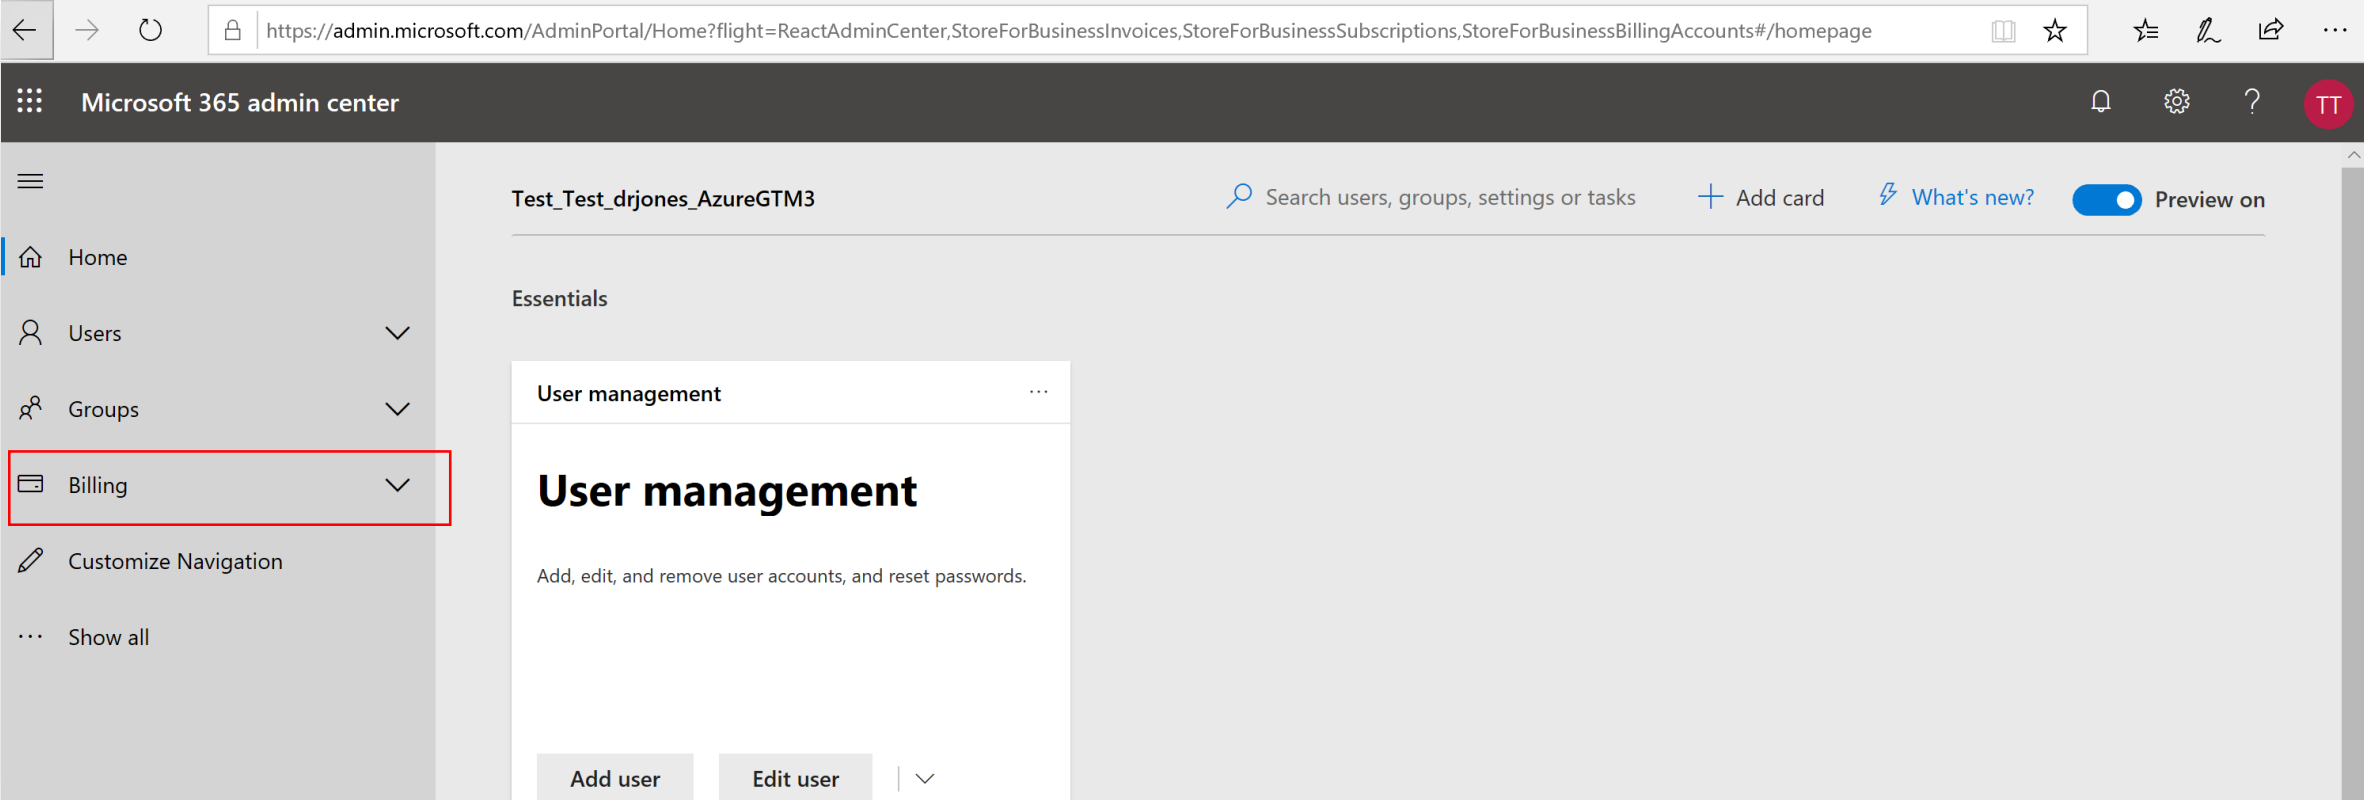 https://admin.microsoft.com/AdminPortal/Home?flight=ReactAdminCenter,StoreForBusinessInvoices,StoreForBusinessSubscriptions,StoreForBusinessBillingAccounts#/homepage
Microsoft 365 admin center
TT
Test_Test_drjones_AzureGTM3
Search users, groups, settings or tasks
Add card
What's new?
Preview on
Home
Users
Groups
Billing
Customize Navigation
Show all
Essentials
User management
User management
Add, edit, and remove user accounts, and reset passwords.
Add user
Edit user